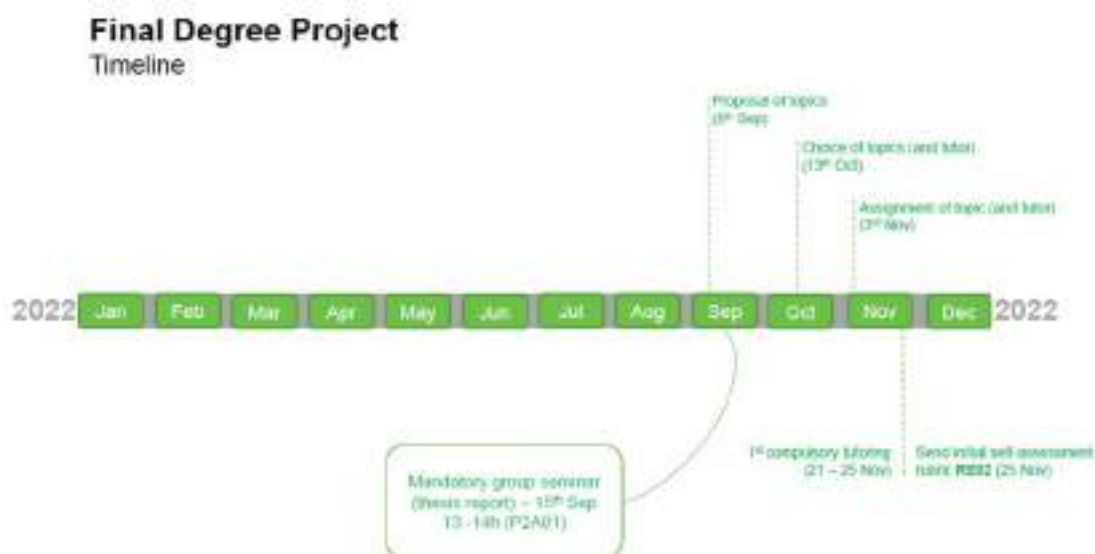 Final Degree Project
Timeline
Proposal of topics
Sep)
Choice of topics (and tutor)
(13th Oct)
Assignment of topic (and tutor)
(3rd Nov)
2022 Jan Feb Mar Apr May Jun Jul Aug Sep Oct Nov Dec 2022
1st compulsory tutoring
(21 – 25 Nov)
Send initial self-assessment
rubric (25 Nov)
Mandatory group seminar
(thesis report) – 15th Sep
13 -14h (P2A01)